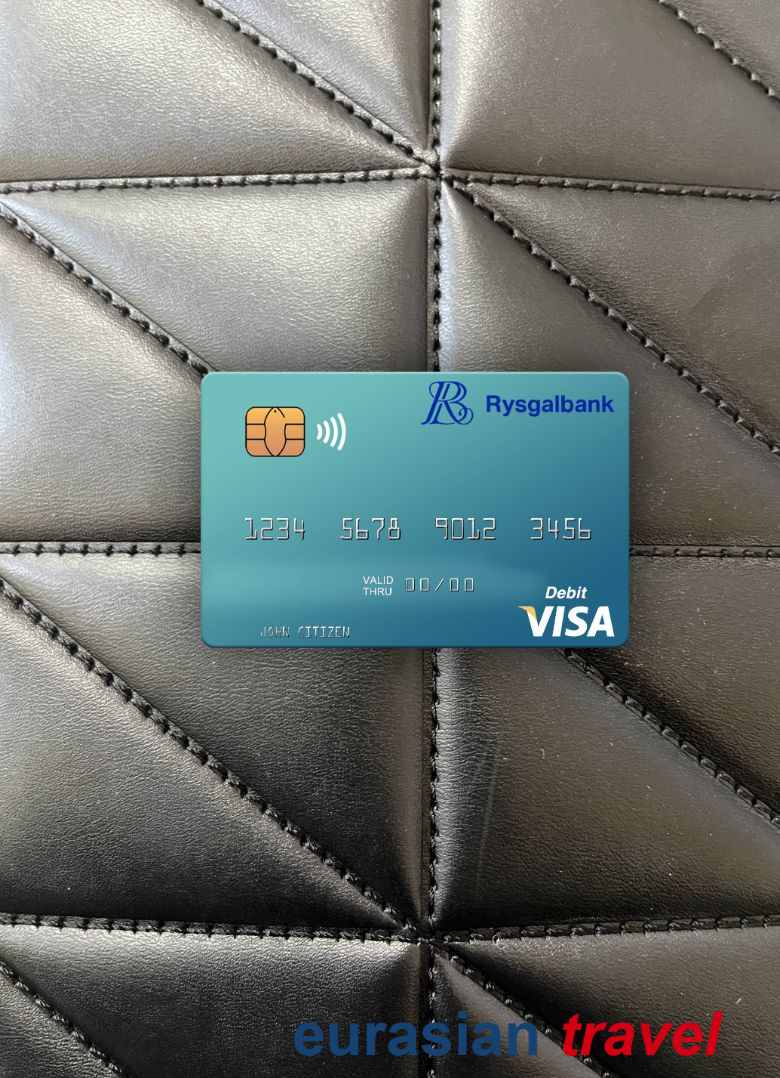 Rysgalbank
1234 5678 9012 3456
VALID THRU 00/00
Debit
VISA
JOHN CITIZEN
eurasian travel